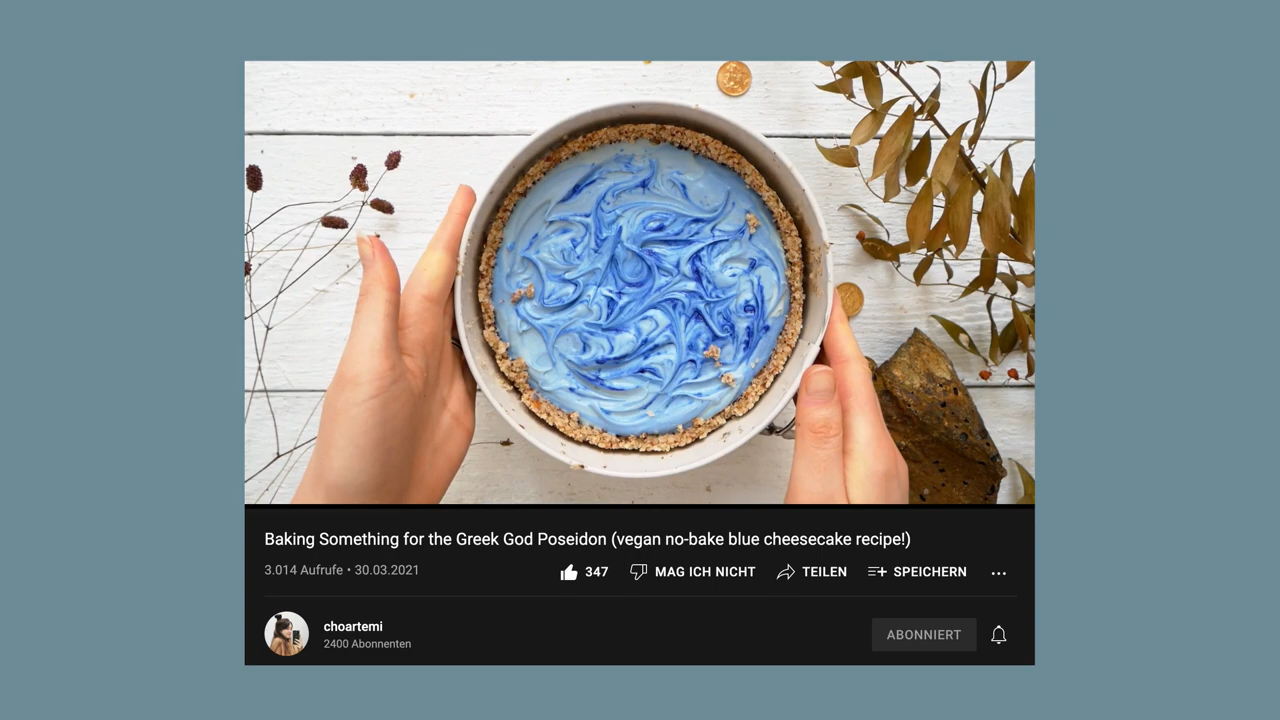 Baking Something for the Greek God Poseidon (vegan no-bake blue cheesecake recipe!)
3.014 Aufrufe • 30.03.2021
347 MAG ICH NICHT TEILEN SPEICHERN
choartemi
2400 Abonnenten
ABONNIERT